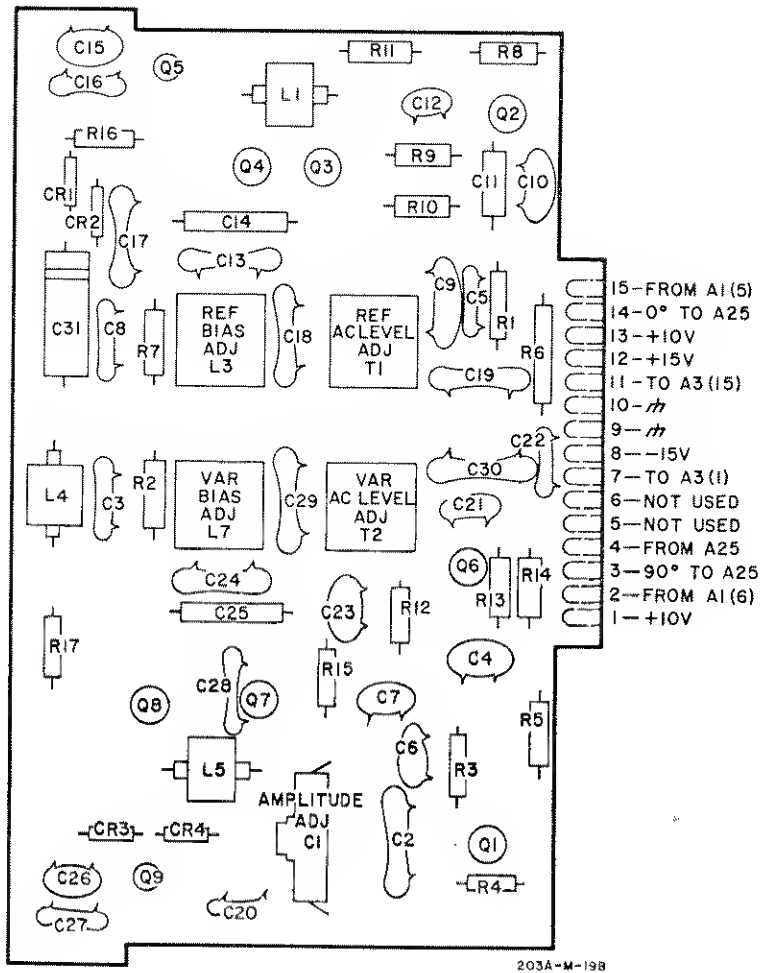 C15
R11
R8
C16
Q5
L1
C12
Q2
R16
Q4
Q3
R9
C11
C10
CR1
CR2
R10
C17
C14
C13
C9
C5
R1
C31
C8
R7
REF
BIAS
ADJ
L3
C18
REF
AC LEVEL
ADJ
T1
R6
C19
15-FROM A1(5)
14-0° TO A25
13-+10V
12-+15V
11-TO A3(15)
10-
9-
8--15V
7-TO A3(1)
6-NOT USED
5-NOT USED
4-FROM A25
3-90° TO A25
2-FROM A1(6)
1-+10V
C22
C30
L4
C3
R2
VAR
BIAS
ADJ
L7
C29
VAR
AC LEVEL
ADJ
T2
C21
C24
Q6
R13
R14
C25
C23
R12
R17
C28
R15
C4
Q8
Q7
C7
R5
L5
C6
R3
AMPLITUDE
ADJ
C1
C2
CR3
CR4
Q1
C26
Q9
R4
C27
C20
203A-M-19B